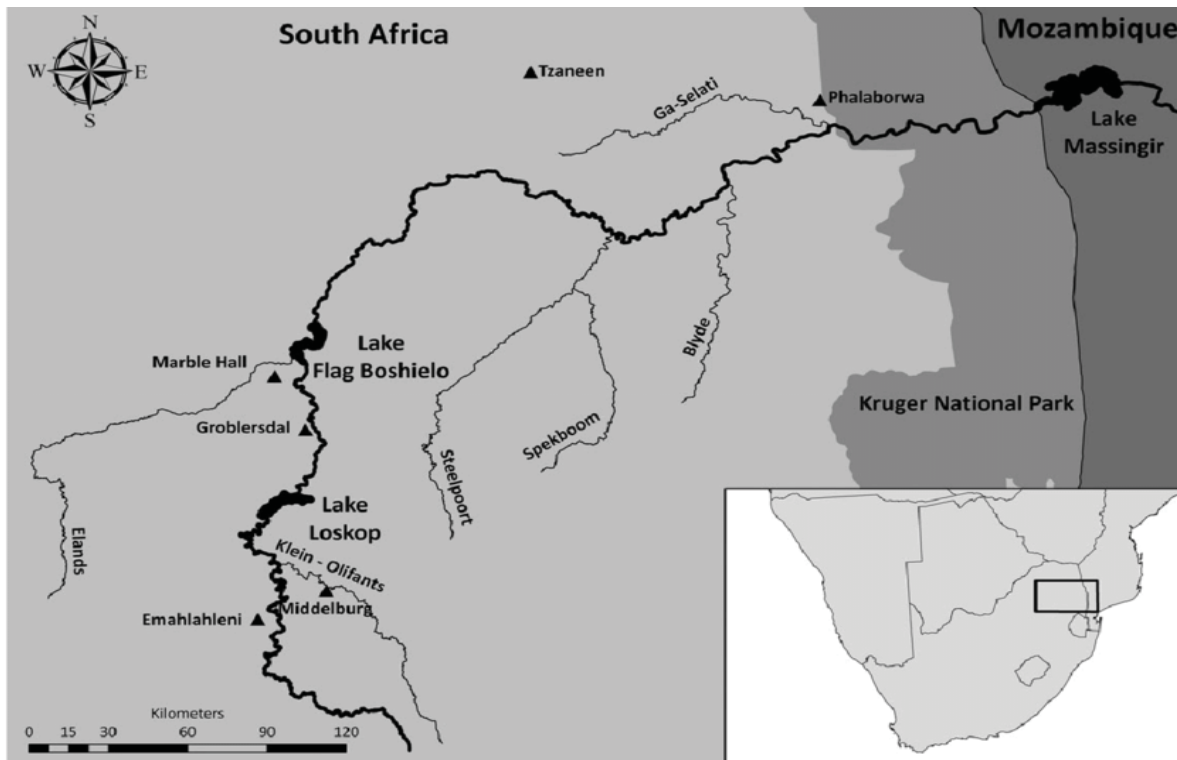 South Africa
Mozambique
N
W
E
S
Tzaneen
Ga-Selati
Phalaborwa
Lake
Massingir
Lake
Flag Boshielo
Marble Hall
Groblersdal
Blyde
Kruger National Park
Spekboom
Steelpoort
Elands
Lake
Loskop
Klein - Olifants
Middelburg
Emahlahleni
Kilometers
0 15 30 60 90 120